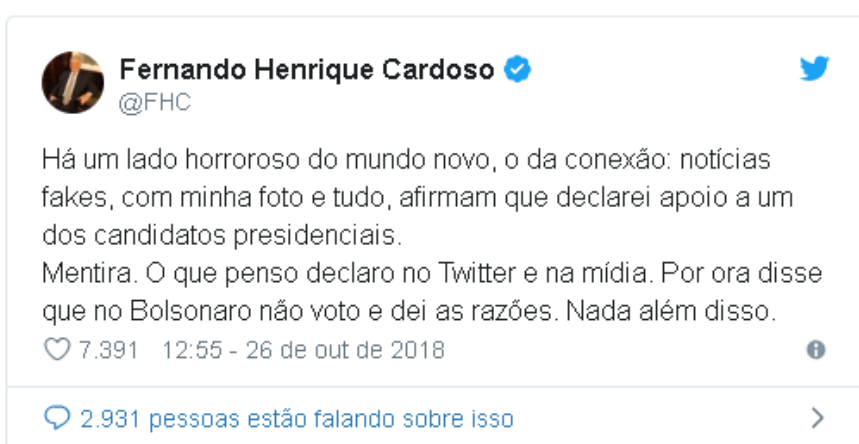 Fernando Henrique Cardoso
@FHC
Há um lado horroroso do mundo novo, o da conexão: notícias
fakes, com minha foto e tudo, afirmam que declarei apoio a um
dos candidatos presidenciais.
Mentira. O que penso declaro no Twitter e na mídia. Por ora disse
que no Bolsonaro não voto e dei as razões. Nada além disso.
7.391 12:55 - 26 de out de 2018
2.931 pessoas estão falando sobre isso